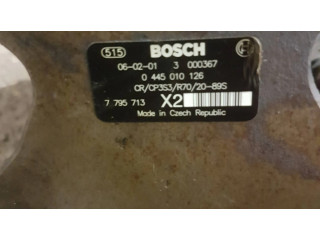 515 BOSCH
06-02-01 3 000367
0 445 010 126
CR/CP3S3/R70/20-89S
7 795 713 X2
Made in Czech Republic